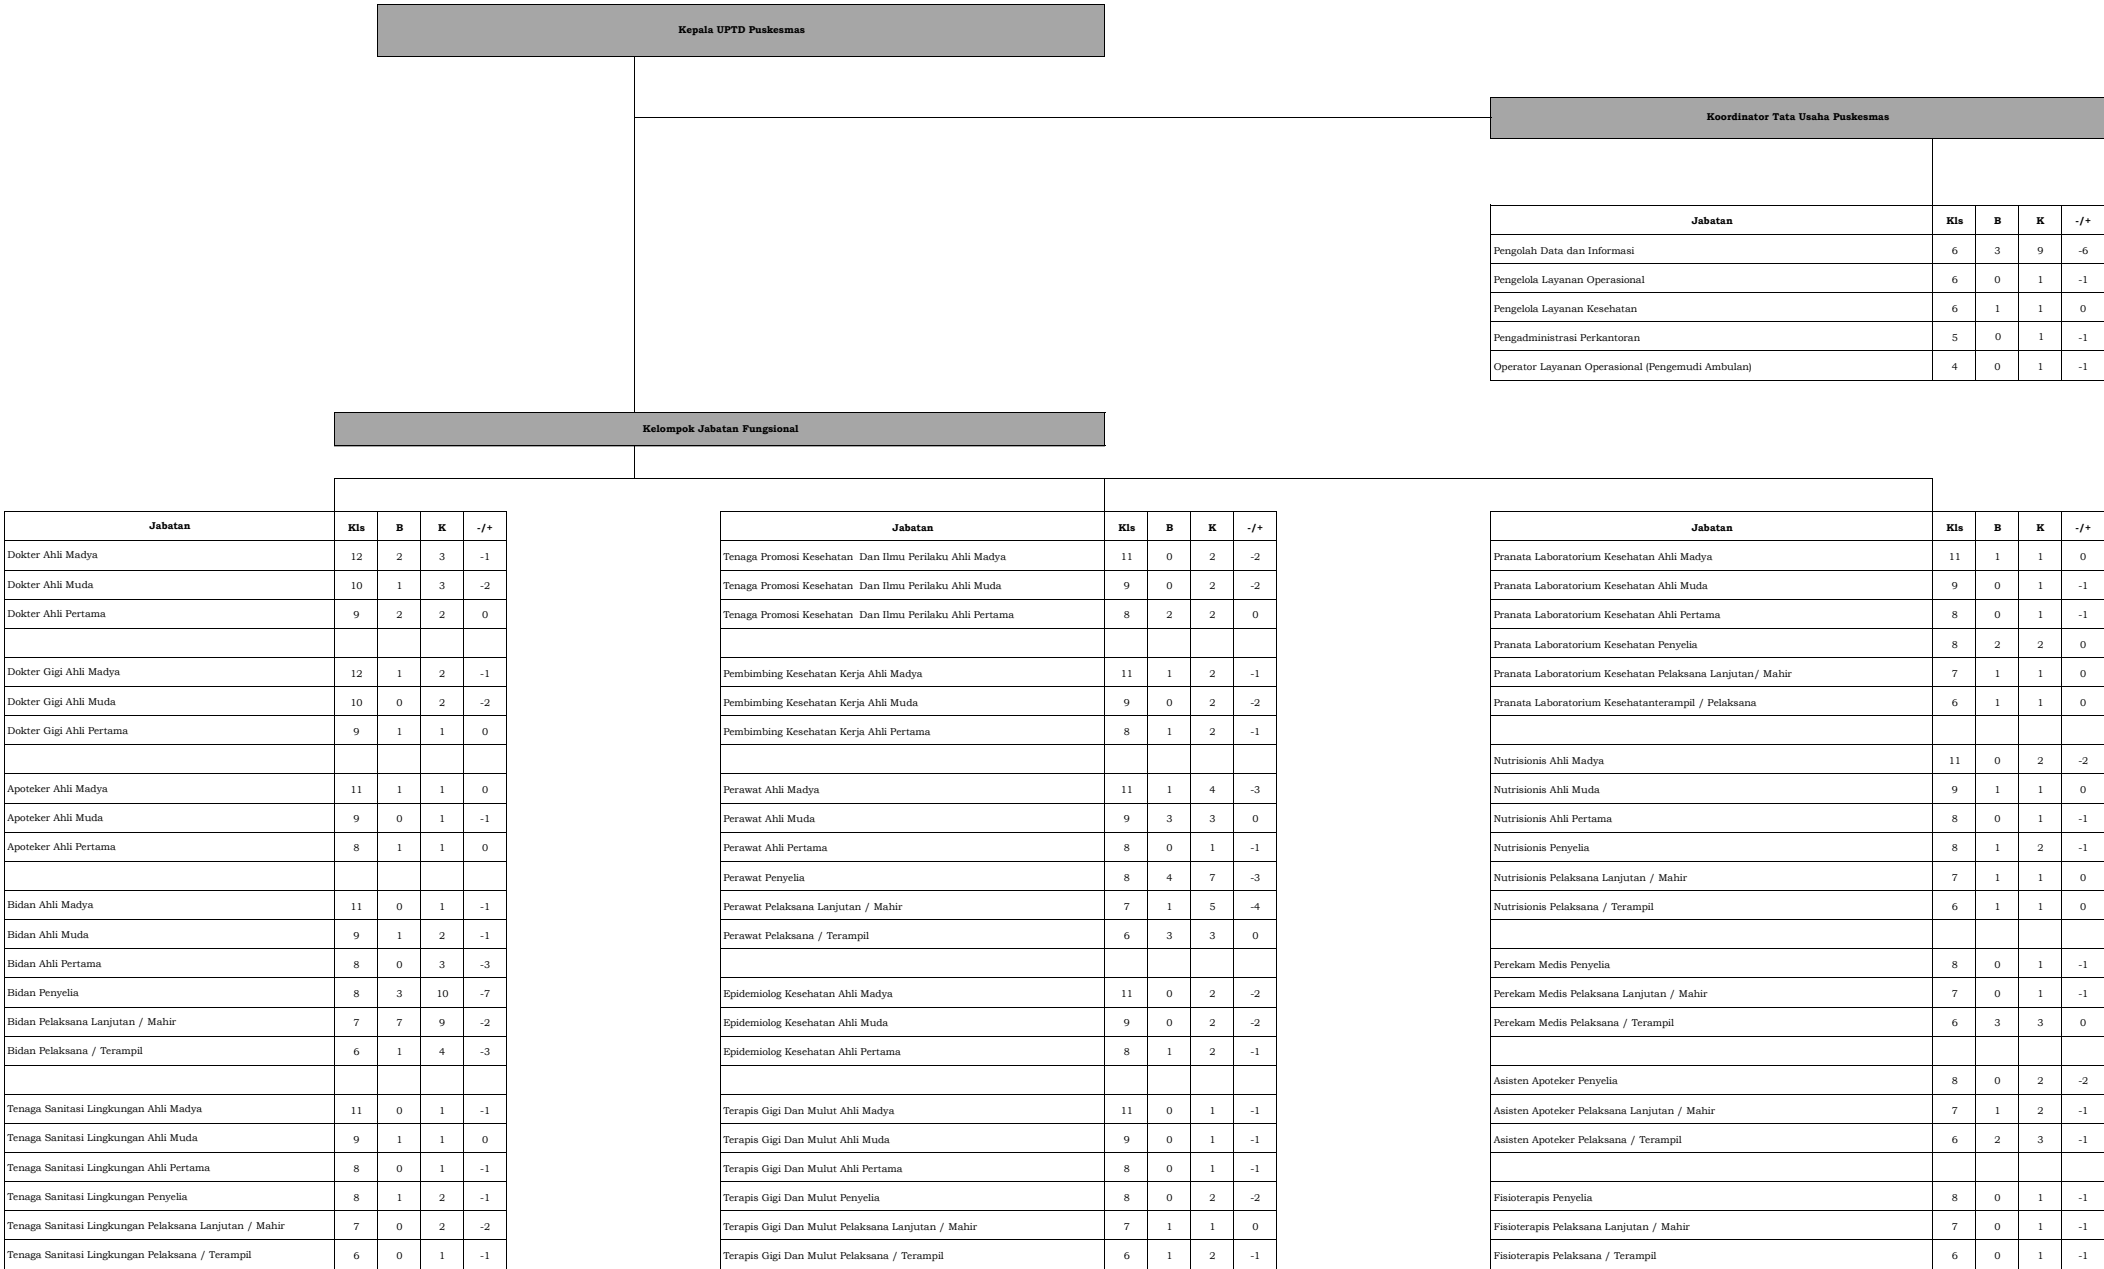 Kepala UPTD Puskesmas
Koordinator Tata Usaha Puskesmas
Jabatan Kls B K -/+
Pengolah Data dan Informasi 6 3 9 -6
Pengelola Layanan Operasional 6 0 1 -1
Pengelola Layanan Kesehatan 6 1 1 0
Pengadministrasi Perkantoran 5 0 1 -1
Operator Layanan Operasional (Pengemudi Ambulan) 4 0 1 -1
Kelompok Jabatan Fungsional
Jabatan Kls B K -/+
Dokter Ahli Madya 12 2 3 -1
Dokter Ahli Muda 10 1 3 -2
Dokter Ahli Pertama 9 2 2 0
Dokter Gigi Ahli Madya 12 1 2 -1
Dokter Gigi Ahli Muda 10 0 2 -2
Dokter Gigi Ahli Pertama 9 1 1 0
Apoteker Ahli Madya 11 1 1 0
Apoteker Ahli Muda 9 0 1 -1
Apoteker Ahli Pertama 8 1 1 0
Bidan Ahli Madya 11 0 1 -1
Bidan Ahli Muda 9 1 2 -1
Bidan Ahli Pertama 8 0 3 -3
Bidan Penyelia 8 3 10 -7
Bidan Pelaksana Lanjutan / Mahir 7 7 9 -2
Bidan Pelaksana / Terampil 6 1 4 -3
Tenaga Sanitasi Lingkungan Ahli Madya 11 0 1 -1
Tenaga Sanitasi Lingkungan Ahli Muda 9 1 1 0
Tenaga Sanitasi Lingkungan Ahli Pertama 8 0 1 -1
Tenaga Sanitasi Lingkungan Penyelia 8 1 2 -1
Tenaga Sanitasi Lingkungan Pelaksana Lanjutan / Mahir 7 0 2 -2
Tenaga Sanitasi Lingkungan Pelaksana / Terampil 6 0 1 -1
Jabatan Kls B K -/+
Tenaga Promosi Kesehatan Dan Ilmu Perilaku Ahli Madya 11 0 2 -2
Tenaga Promosi Kesehatan Dan Ilmu Perilaku Ahli Muda 9 0 2 -2
Tenaga Promosi Kesehatan Dan Ilmu Perilaku Ahli Pertama 8 2 2 0
Pembimbing Kesehatan Kerja Ahli Madya 11 1 2 -1
Pembimbing Kesehatan Kerja Ahli Muda 9 0 2 -2
Pembimbing Kesehatan Kerja Ahli Pertama 8 1 2 -1
Perawat Ahli Madya 11 1 4 -3
Perawat Ahli Muda 9 3 3 0
Perawat Ahli Pertama 8 0 1 -1
Perawat Penyelia 8 4 7 -3
Perawat Pelaksana Lanjutan / Mahir 7 1 5 -4
Perawat Pelaksana / Terampil 6 3 3 0
Epidemiolog Kesehatan Ahli Madya 11 0 2 -2
Epidemiolog Kesehatan Ahli Muda 9 0 2 -2
Epidemiolog Kesehatan Ahli Pertama 8 1 2 -1
Terapis Gigi Dan Mulut Ahli Madya 11 0 1 -1
Terapis Gigi Dan Mulut Ahli Muda 9 0 1 -1
Terapis Gigi Dan Mulut Ahli Pertama 8 0 1 -1
Terapis Gigi Dan Mulut Penyelia 8 0 2 -2
Terapis Gigi Dan Mulut Pelaksana Lanjutan / Mahir 7 1 1 0
Terapis Gigi Dan Mulut Pelaksana / Terampil 6 1 2 -1
Jabatan Kls B K -/+
Pranata Laboratorium Kesehatan Ahli Madya 11 1 1 0
Pranata Laboratorium Kesehatan Ahli Muda 9 0 1 -1
Pranata Laboratorium Kesehatan Ahli Pertama 8 0 1 -1
Pranata Laboratorium Kesehatan Penyelia 8 2 2 0
Pranata Laboratorium Kesehatan Pelaksana Lanjutan/ Mahir 7 1 1 0
Pranata Laboratorium Kesehatanterampil / Pelaksana 6 1 1 0
Nutrisionis Ahli Madya 11 0 2 -2
Nutrisionis Ahli Muda 9 1 1 0
Nutrisionis Ahli Pertama 8 0 1 -1
Nutrisionis Penyelia 8 1 2 -1
Nutrisionis Pelaksana Lanjutan / Mahir 7 1 1 0
Nutrisionis Pelaksana / Terampil 6 1 1 0
Perekam Medis Penyelia 8 0 1 -1
Perekam Medis Pelaksana Lanjutan / Mahir 7 0 1 -1
Perekam Medis Pelaksana / Terampil 6 3 3 0
Asisten Apoteker Penyelia 8 0 2 -2
Asisten Apoteker Pelaksana Lanjutan / Mahir 7 1 2 -1
Asisten Apoteker Pelaksana / Terampil 6 2 3 -1
Fisioterapis Penyelia 8 0 1 -1
Fisioterapis Pelaksana Lanjutan / Mahir 7 0 1 -1
Fisioterapis Pelaksana / Terampil 6 0 1 -1